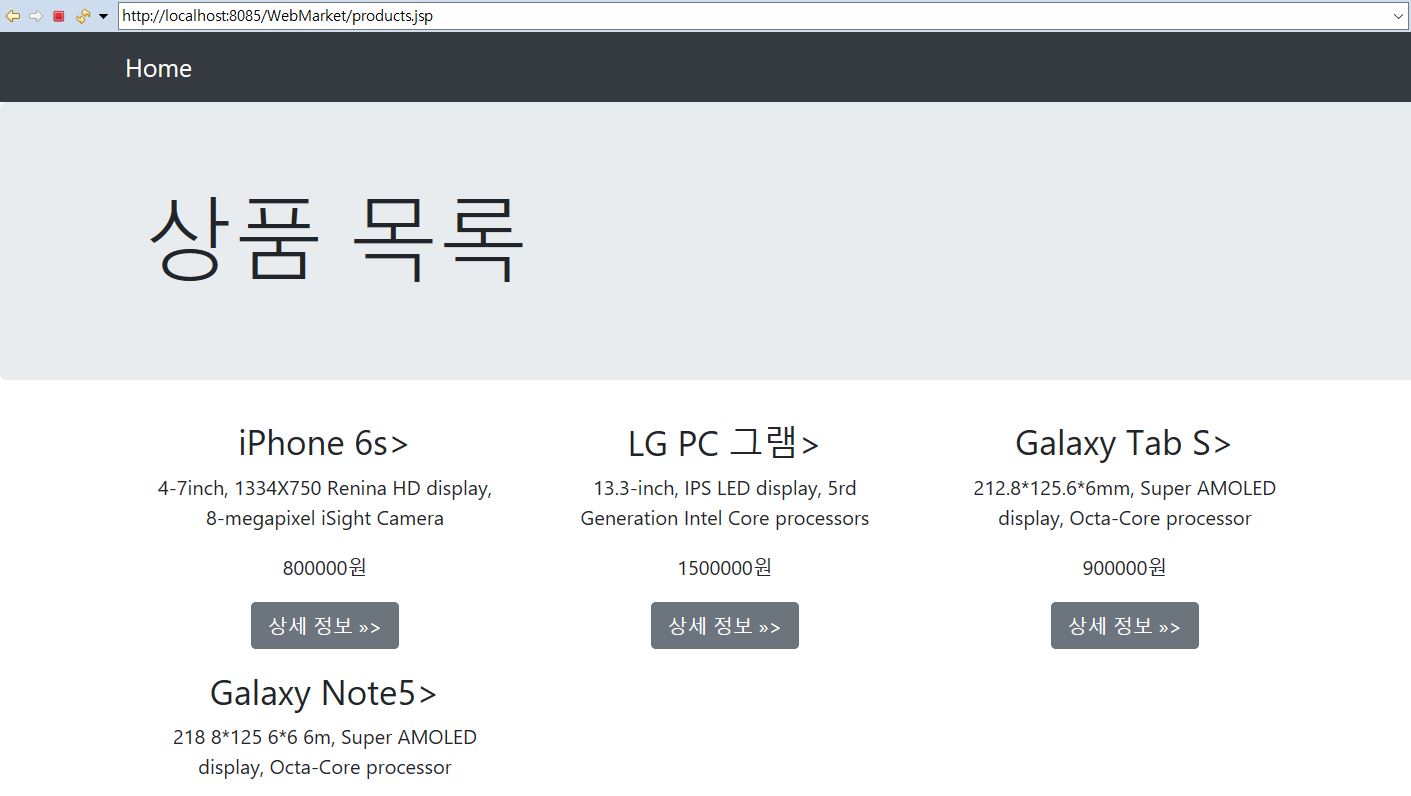 http://localhost:8085/WebMarket/products.jsp
Home
상품 목록
iPhone 6s>
4-7inch, 1334X750 Renina HD display,
8-megapixel iSight Camera
800000원
상세 정보 »>
LG PC 그램>
13.3-inch, IPS LED display, 5rd
Generation Intel Core processors
1500000원
상세 정보 »>
Galaxy Tab S>
212.8*125.6*6mm, Super AMOLED
display, Octa-Core processor
900000원
상세 정보 »>
Galaxy Note5>
218 8*125 6*6 6m, Super AMOLED
display, Octa-Core processor